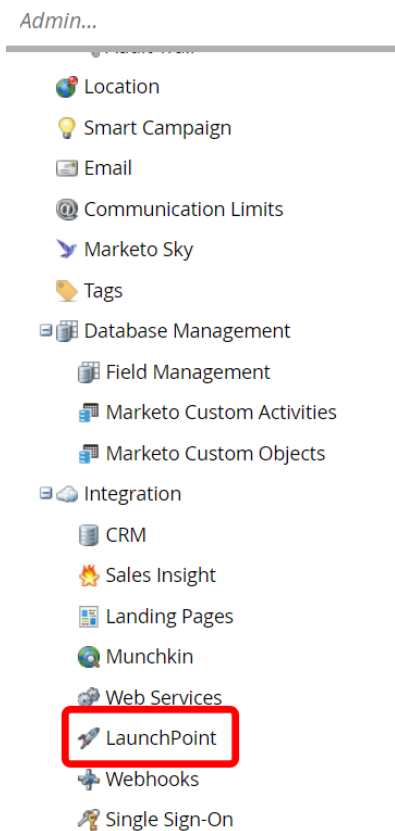 Admin...
Location
Smart Campaign
Email
Communication Limits
Marketo Sky
Tags
Database Management
Field Management
Marketo Custom Activities
Marketo Custom Objects
Integration
CRM
Sales Insight
Landing Pages
Munchkin
Web Services
LaunchPoint
Webhooks
Single Sign-On